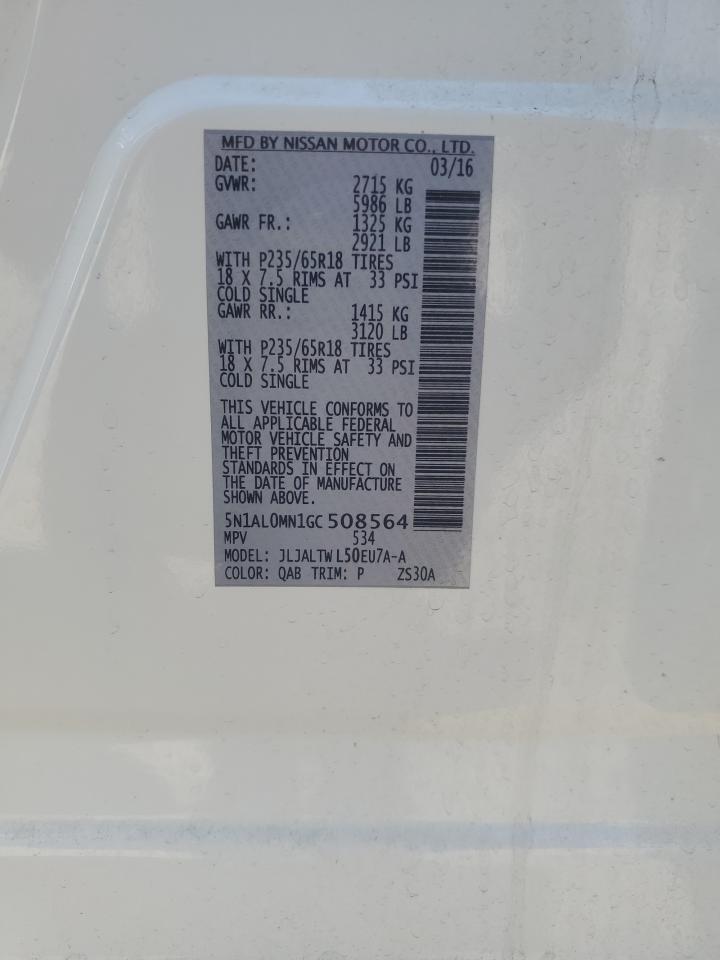 MFD BY NISSAN MOTOR CO., LTD.
DATE: 03/16
GVWR: 2715 KG
5986 LB
GAWR FR.: 1325 KG
2921 LB
WITH P235/65R18 TIRES
18 X 7.5 RIMS AT 33 PSI
COLD SINGLE
GAWR RR.: 1415 KG
3120 LB
WITH P235/65R18 TIRES
18 X 7.5 RIMS AT 33 PSI
COLD SINGLE
THIS VEHICLE CONFORMS TO
ALL APPLICABLE FEDERAL
MOTOR VEHICLE SAFETY AND
THEFT PREVENTION
STANDARDS IN EFFECT ON
THE DATE OF MANUFACTURE
SHOWN ABOVE.
5N1AL0MN1GC 508564
MPV 534
MODEL: JLJALTW L50EU7A-A
COLOR: QAB TRIM: P ZS30A